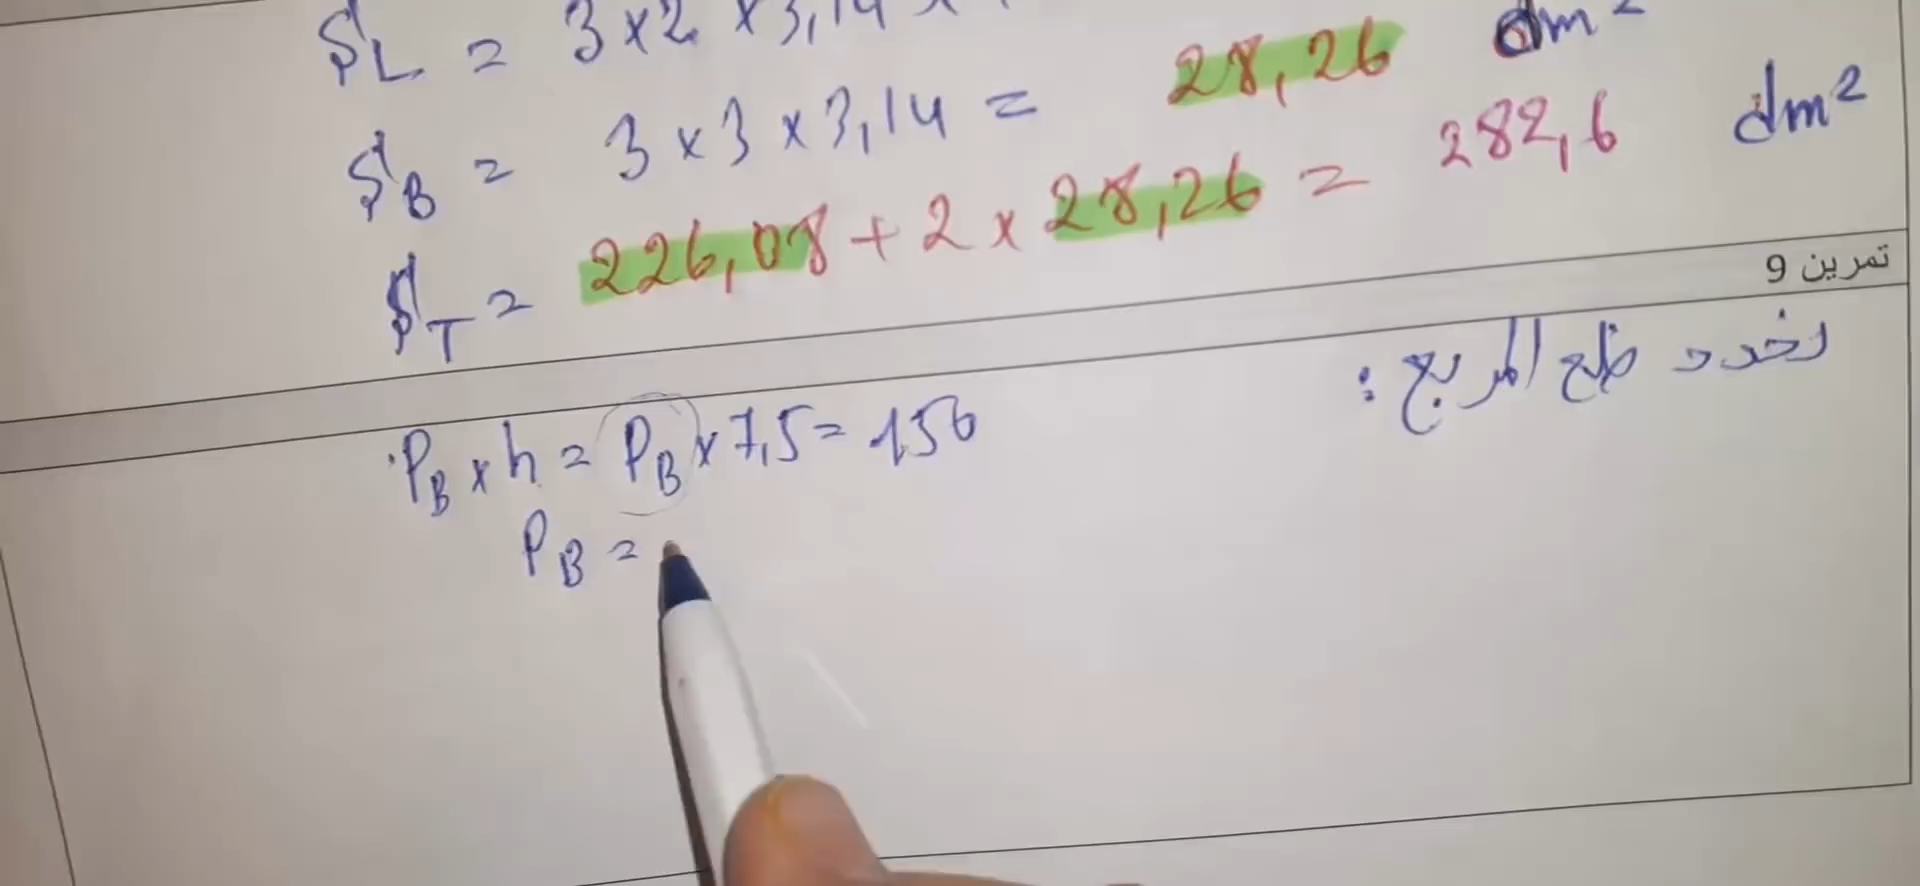 S_L = 3 x 2 x 3,14 x
S_B = 3 x 3 x 3,14 = 28,26 dm²
S_T = 226,08 + 2 x 28,26 = 282,6 dm²
تمرين 9
نحدد ضلع المربع :
P_B x h = P_B x 7,5 = 156
P_B =